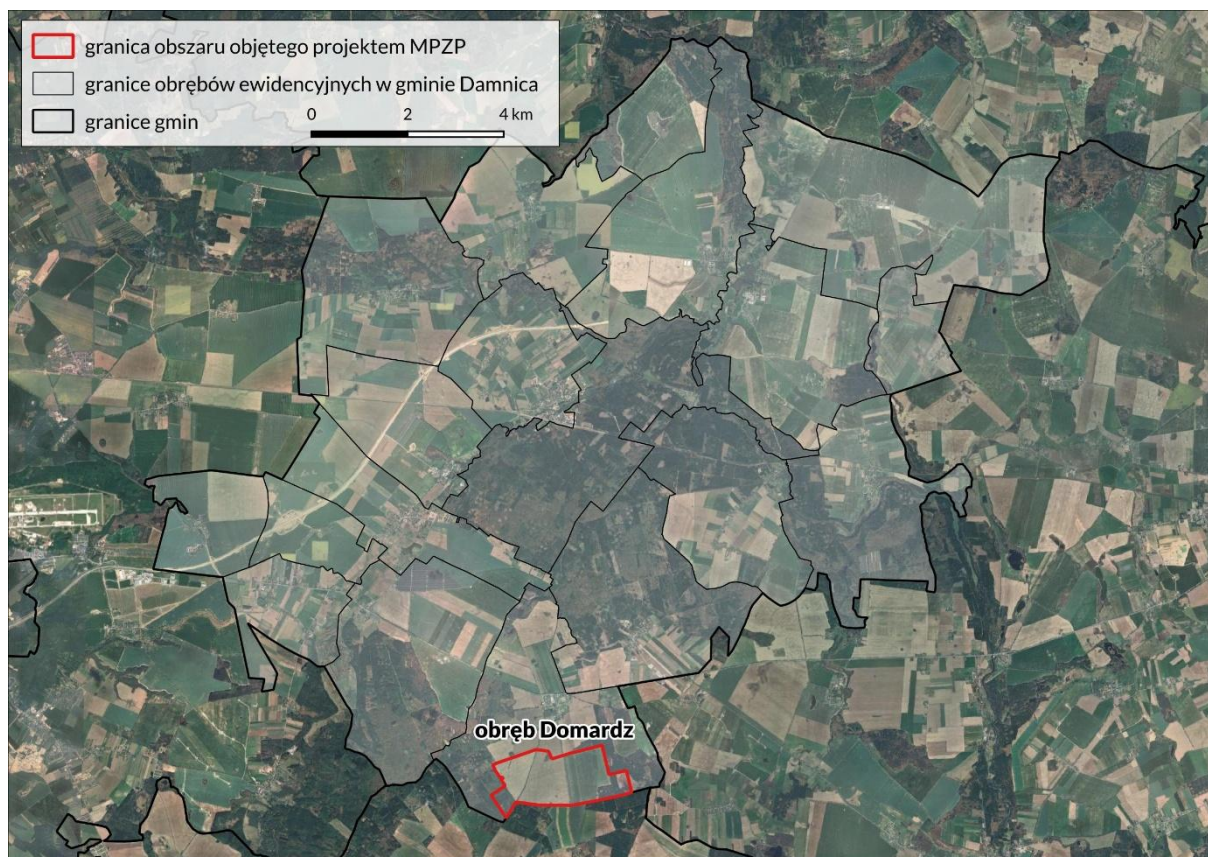 granica obszaru objętego projektem MPZP
granice obrębów ewidencyjnych w gminie Damnica
granice gmin
0 2 4 km
obręb Domardz